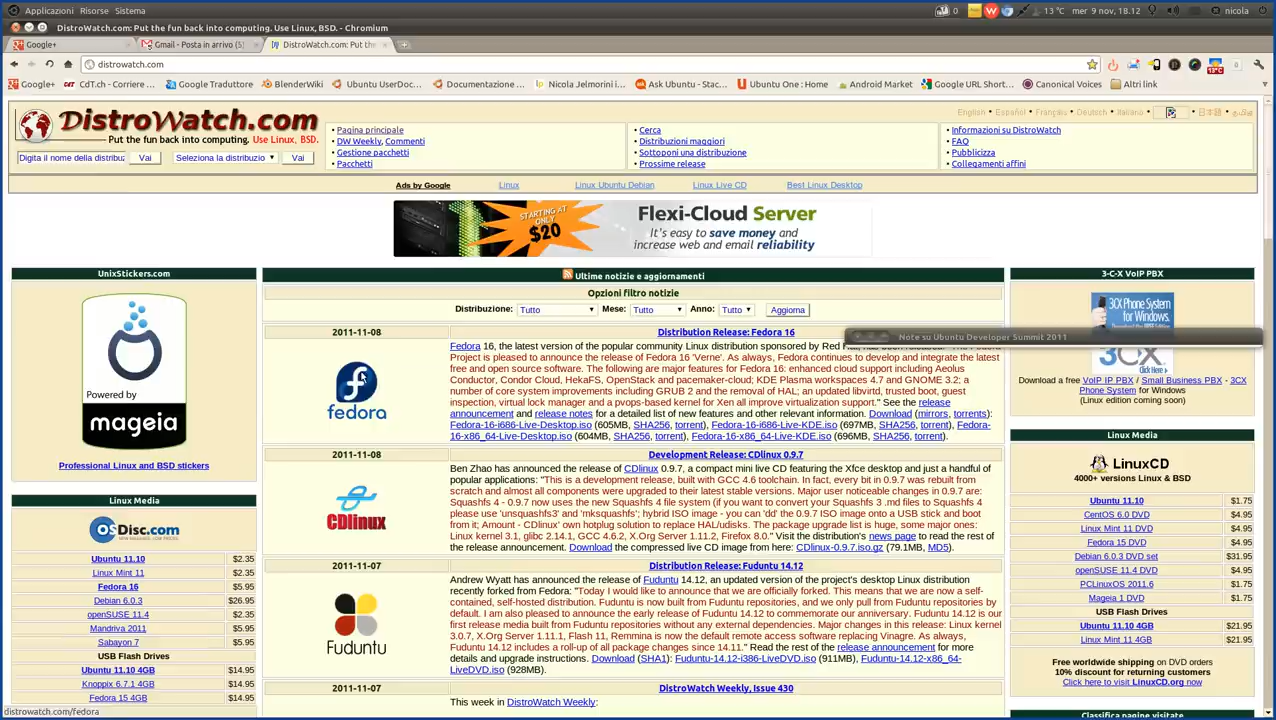 Applicazioni Risorse Sistema
0
13 °C
mer 9 nov, 18.12
nicola
DistroWatch.com: Put the fun back into computing. Use Linux, BSD. - Chromium
Google+
Gmail - Posta in arrivo (5)
DistroWatch.com: Put the
distrowatch.com
Google+
CdT.ch - Corriere ...
Google Traduttore
BlenderWiki
Ubuntu UserDoc...
Documentazione ...
Nicola Jelmorini e...
Ask Ubuntu - Stac...
Ubuntu One : Home
Android Market
Google URL Short...
Canonical Voices
Altri link
DistroWatch.com
Put the fun back into computing. Use Linux, BSD.
English • Español • Français • Deutsch • Italiano •
Digita il nome della distribuz
Vai
Seleziona la distribuzio
Vai
• Pagina principale
• DW Weekly, Commenti
• Gestione pacchetti
• Pacchetti
• Cerca
• Distribuzioni maggiori
• Sottoponi una distribuzione
• Prossime release
• Informazioni su DistroWatch
• FAQ
• Pubblicizza
• Collegamenti affini
Ads by Google
Linux
Linux Ubuntu Debian
Linux Live CD
Best Linux Desktop
STARTING AT ONLY $20
Flexi-Cloud Server
It's easy to save money and
increase web and email reliability
UnixStickers.com
Powered by
mageia
Professional Linux and BSD stickers
Linux Media
OSDisc.com
Ubuntu 11.10 $2.35
Linux Mint 11 $2.35
Fedora 16 $5.95
Debian 6.0.3 $26.95
openSUSE 11.4 $2.35
Mandriva 2011 $5.95
Sabayon 7 $5.95
USB Flash Drives
Ubuntu 11.10 4GB $14.95
Knoppix 6.7.1 4GB $14.95
Fedora 15 4GB $14.95
distrowatch.com/fedora
Ultime notizie e aggiornamenti
Opzioni filtro notizie
Distribuzione: Tutto Mese: Tutto Anno: Tutto Aggiorna
2011-11-08
Distribution Release: Fedora 16
fedora
Fedora 16, the latest version of the popular community Linux distribution sponsored by Red
Project is pleased to announce the release of Fedora 16 'Verne'. As always, Fedora continues to develop and integrate the latest
free and open source software. The following are major features for Fedora 16: enhanced cloud support including Aeolus
Conductor, Condor Cloud, HekaFS, OpenStack and pacemaker-cloud; KDE Plasma workspaces 4.7 and GNOME 3.2; a
number of core system improvements including GRUB 2 and the removal of HAL; an updated libvirtd, trusted boot, guest
inspection, virtual lock manager and a pvops-based kernel for Xen all improve virtualization support." See the release
announcement and release notes for a detailed list of new features and other relevant information. Download (mirrors, torrents):
Fedora-16-i686-Live-Desktop.iso (605MB, SHA256, torrent), Fedora-16-i686-Live-KDE.iso (697MB, SHA256, torrent), Fedora-
16-x86_64-Live-Desktop.iso (604MB, SHA256, torrent), Fedora-16-x86_64-Live-KDE.iso (696MB, SHA256, torrent).
2011-11-08
Development Release: CDlinux 0.9.7
CDlinux
Ben Zhao has announced the release of CDlinux 0.9.7, a compact mini live CD featuring the Xfce desktop and just a handful of
popular applications: "This is a development release, built with GCC 4.6 toolchain. In fact, every bit in 0.9.7 was rebuilt from
scratch and almost all components were upgraded to their latest stable versions. Major user noticeable changes in 0.9.7 are:
Squashfs 4 - 0.9.7 now uses the new Squashfs 4 file system (if you want to convert your Squashfs 3 .and files to Squashfs 4
please use 'unsquashfs3' and 'mksquashfs'; hybrid ISO image - you can 'dd' the 0.9.7 ISO onto a USB stick and boot
from it; Amount - CDlinux' own hotplug solution to replace HAL/udisks. The package upgrade list is huge, some major ones:
Linux kernel 3.1, glibc 2.14.1, GCC 4.6.2, X.Org Server 1.11.2, Firefox 8.0." Visit the distribution's news page to read the rest
of the release announcement. Download the compressed live CD image from here: CDlinux-0.9.7.iso.gz (79.1MB, MD5).
2011-11-07
Distribution Release: Fuduntu 14.12
Fuduntu
Andrew Wyatt has announced the release of Fuduntu 14.12, an updated version of the project's desktop Linux distribution
recently forked from Fedora: "Today I would like to announce that we are officially forked. This means that we are now a self-
contained, self-hosted distribution. Fuduntu is now built from Fuduntu repositories, and we only pull from Fuduntu repositories by
default. I am also pleased to announce the early release of Fuduntu 14.12 to commemorate our anniversary. Fuduntu 14.12 is our
first release media built from Fuduntu repositories without any external dependencies. Major changes in this release: Linux kernel
3.0.7, X.Org Server 1.11.1, Flash 11, Remmina is now the default remote access software replacing Vinagre. As always,
Fuduntu 14.12 includes a roll-up of all package changes since 14.11." Read the rest of the release announcement for more
details and upgrade instructions. Download (SHA1): Fuduntu-14.12-i386-LiveDVD.iso (911MB), Fuduntu-14.12-x86_64-
LiveDVD.iso (928MB).
2011-11-07
DistroWatch Weekly, Issue 430
This week in DistroWatch Weekly:
3-C-X VoIP PBX
3CX Phone System
for Windows.
Note su Ubuntu Developer Summit 2011
3CX
Click Here
Download a free VoIP IP PBX / Small Business PBX - 3CX
Phone System for Windows
(Linux edition coming soon)
Linux Media
LinuxCD
4000+ versions Linux & BSD
Ubuntu 11.10 $1.75
CentOS 6.0 DVD $4.95
Linux Mint 11 DVD $4.95
Fedora 15 DVD $4.95
Debian 6.0.3 DVD set $31.95
openSUSE 11.4 DVD $4.95
PCLinuxOS 2011.6 $1.75
Mageia 1 DVD $4.95
USB Flash Drives
Ubuntu 11.10 4GB $21.95
Linux Mint 11 4GB $21.95
Free worldwide shipping on DVD orders
10% discount for returning customers
Click here to visit LinuxCD.org now
Classifica pagine visitate